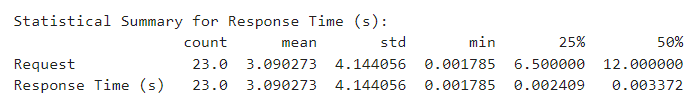 Statistical Summary for Response Time (s):
count mean std min 25% 50%
Request 23.0 3.090273 4.144056 0.001785 6.500000 12.000000
Response Time (s) 23.0 3.090273 4.144056 0.001785 0.002409 0.003372